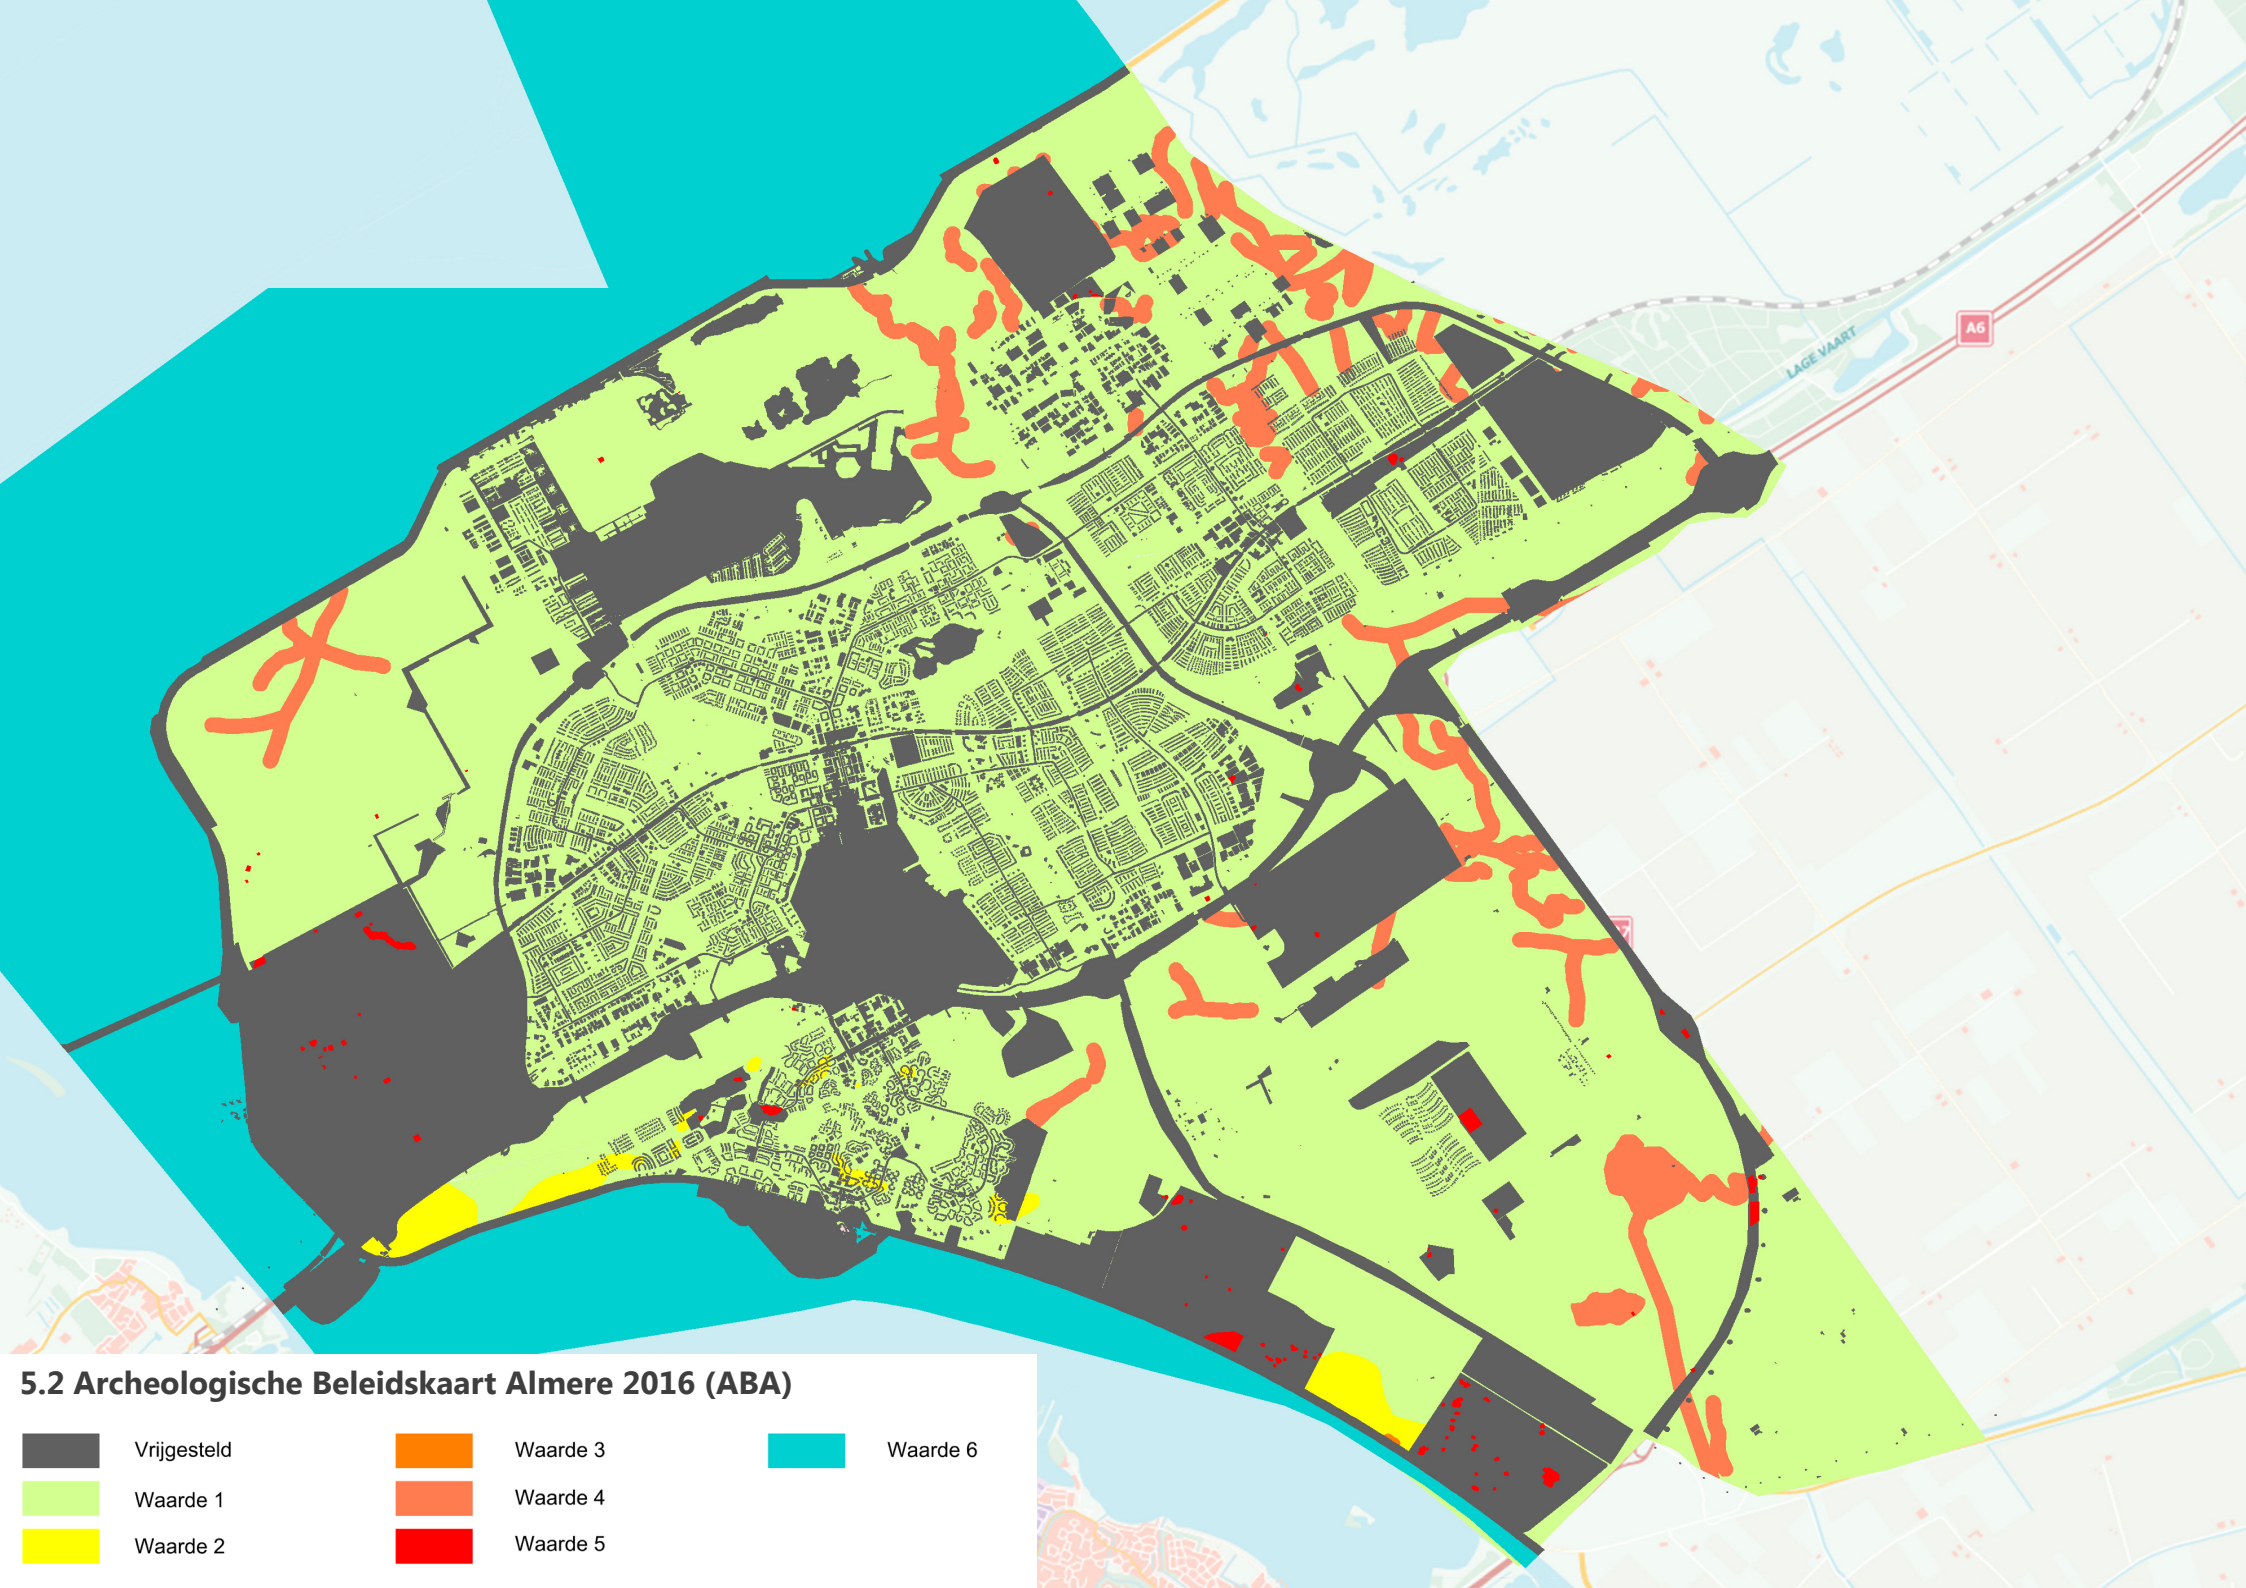 A6
LAGE VAART
5.2 Archeologische Beleidskaart Almere 2016 (ABA)
Vrijgesteld
Waarde 1
Waarde 2
Waarde 3
Waarde 4
Waarde 5
Waarde 6